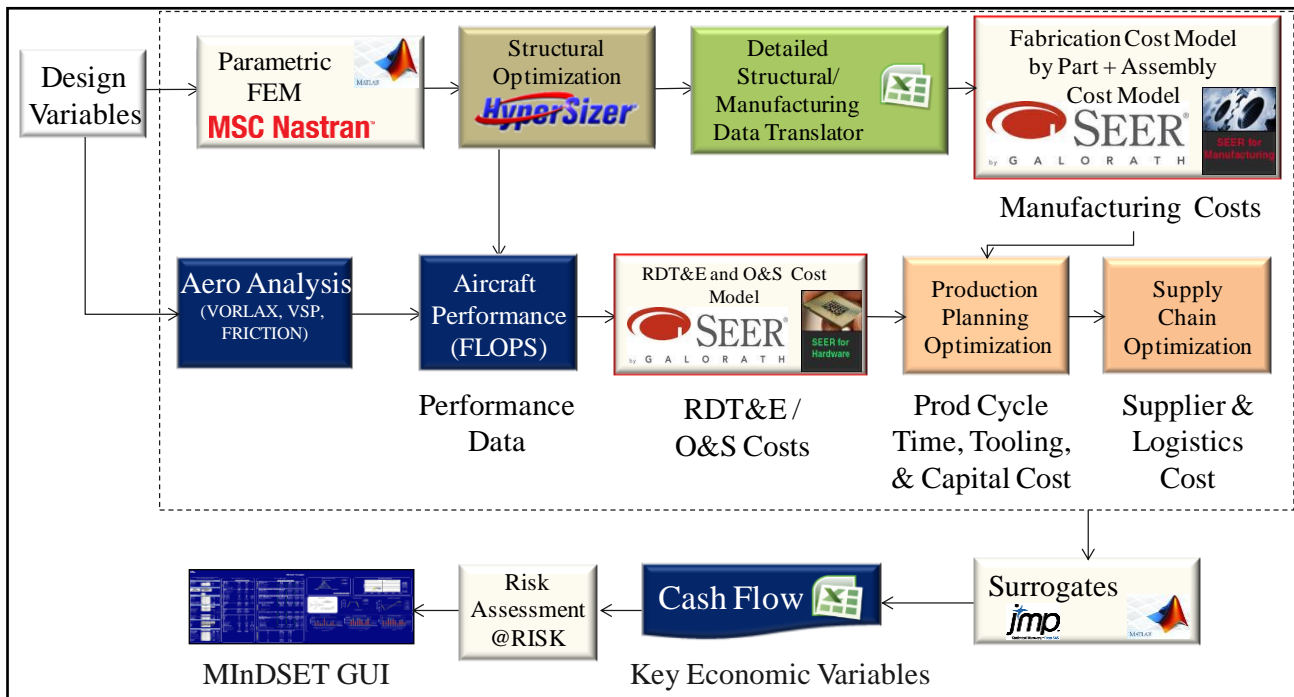 Design
Variables
Parametric
FEM
MATLAB
MSC Nastran™
Structural
Optimization
HyperSizer®
Detailed
Structural/
Manufacturing
Data Translator
Fabrication Cost Model
by Part + Assembly
Cost Model
SEER®
by GALORATH
SEER for
Manufacturing
Manufacturing Costs
Aero Analysis
(VORLAX, VSP,
FRICTION)
Aircraft
Performance
(FLOPS)
RDT&E and O&S Cost
Model
SEER®
by GALORATH
SEER for
Hardware
Production
Planning
Optimization
Supply
Chain
Optimization
Performance
Data
RDT&E /
O&S Costs
Prod Cycle
Time, Tooling,
& Capital Cost
Supplier &
Logistics
Cost
Risk
Assessment
@RISK
Cash Flow
Surrogates
jmp
MATLAB
MInDSET GUI
Key Economic Variables